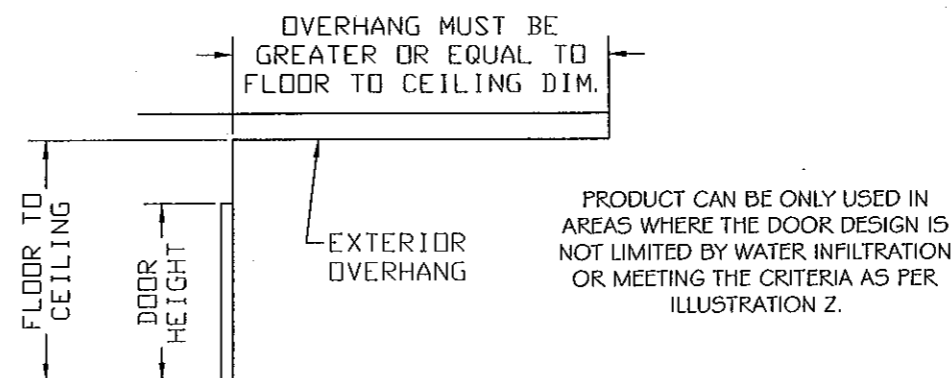 OVERHANG MUST BE
GREATER OR EQUAL TO
FLOOR TO CEILING DIM.
FLOOR TO
CEILING
DOOR
HEIGHT
EXTERIOR
OVERHANG
PRODUCT CAN BE ONLY USED IN
AREAS WHERE THE DOOR DESIGN IS
NOT LIMITED BY WATER INFILTRATION
OR MEETING THE CRITERIA AS PER
ILLUSTRATION 2.